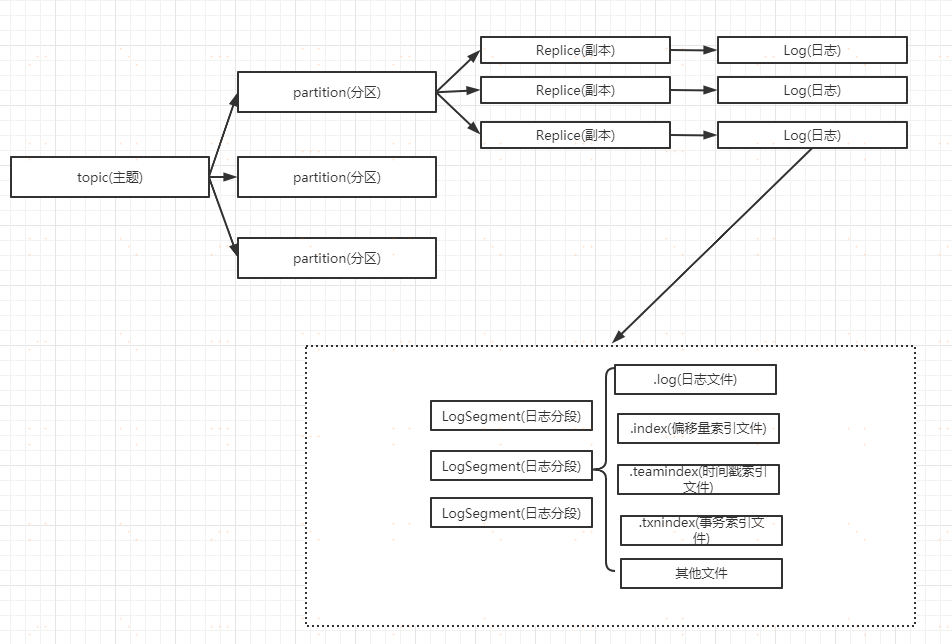 Replice(副本)
Log(日志)
partition(分区)
Replice(副本)
Log(日志)
Replice(副本)
Log(日志)
topic(主题)
partition(分区)
partition(分区)
.log(日志文件)
LogSegment(日志分段)
.index(偏移量索引文件)
LogSegment(日志分段)
.teamindex(时间戳索引
文件)
LogSegment(日志分段)
.txnindex(事务索引文
件)
其他文件